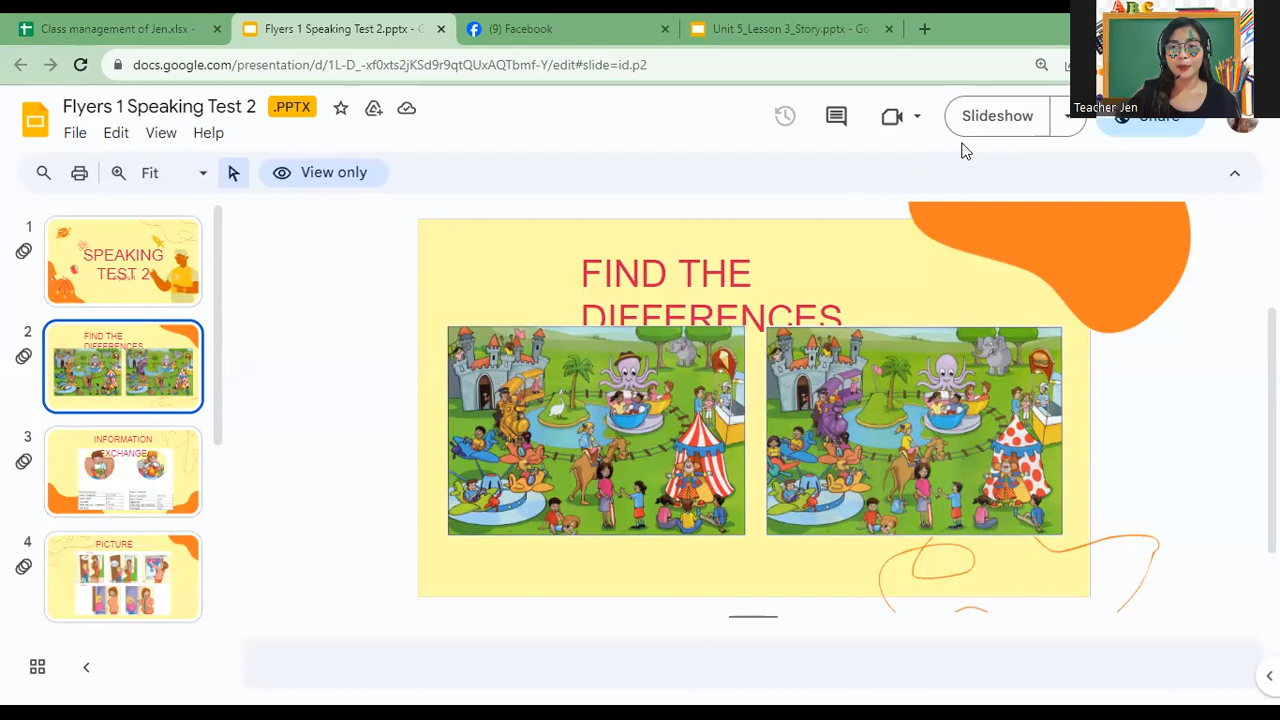 Class management of Jen.xlsx -
Flyers 1 Speaking Test 2.pptx - G
(9) Facebook
Unit 5_Lesson 3_Story.pptx - Go
ABC
docs.google.com/presentation/d/1L-D_-xf0xts2jKSd9r9qtQUxAQTbmf-Y/edit#slide=id.p2
Teacher Jen
Flyers 1 Speaking Test 2
.PPTX
File
Edit
View
Help
Slideshow
Share
Fit
View only
1
SPEAKING
TEST 2
2
FIND THE
DIFFERENCES
3
INFORMATION
EXCHANGE
4
PICTURE
FIND THE
DIFFERENCES